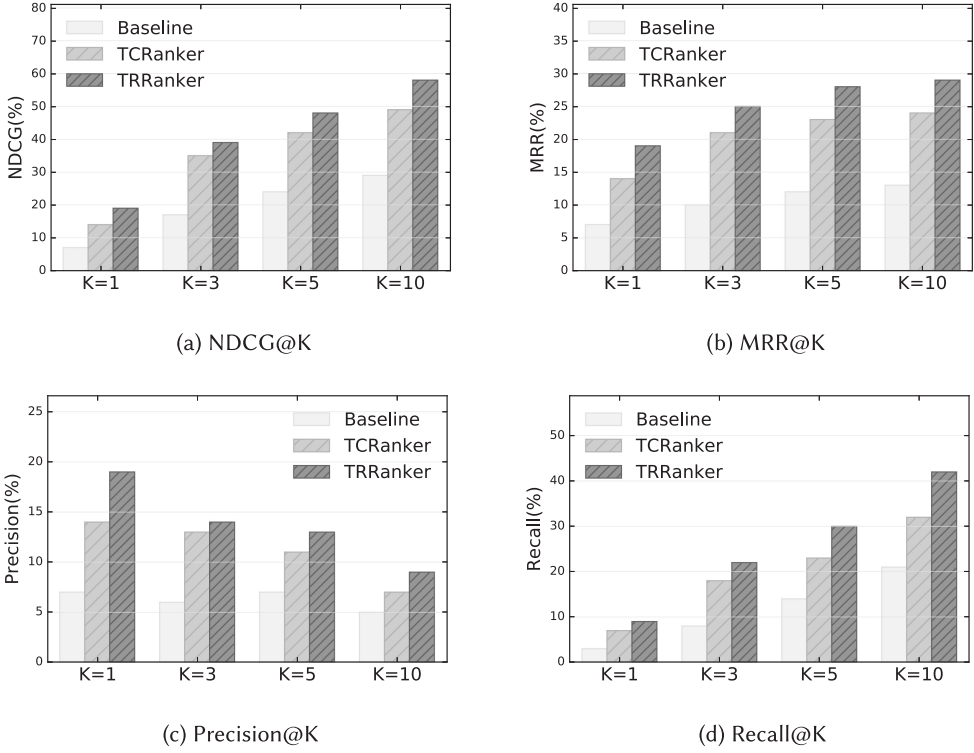 80
70
60
50
40
30
20
10
0
NDCG(%)
Baseline
TCRanker
TRRanker
K=1
K=3
K=5
K=10
(a) NDCG@K
40
35
30
25
20
15
10
5
0
MRR(%)
Baseline
TCRanker
TRRanker
K=1
K=3
K=5
K=10
(b) MRR@K
25
20
15
10
5
0
Precision(%)
Baseline
TCRanker
TRRanker
K=1
K=3
K=5
K=10
(c) Precision@K
50
40
30
20
10
0
Recall(%)
Baseline
TCRanker
TRRanker
K=1
K=3
K=5
K=10
(d) Recall@K